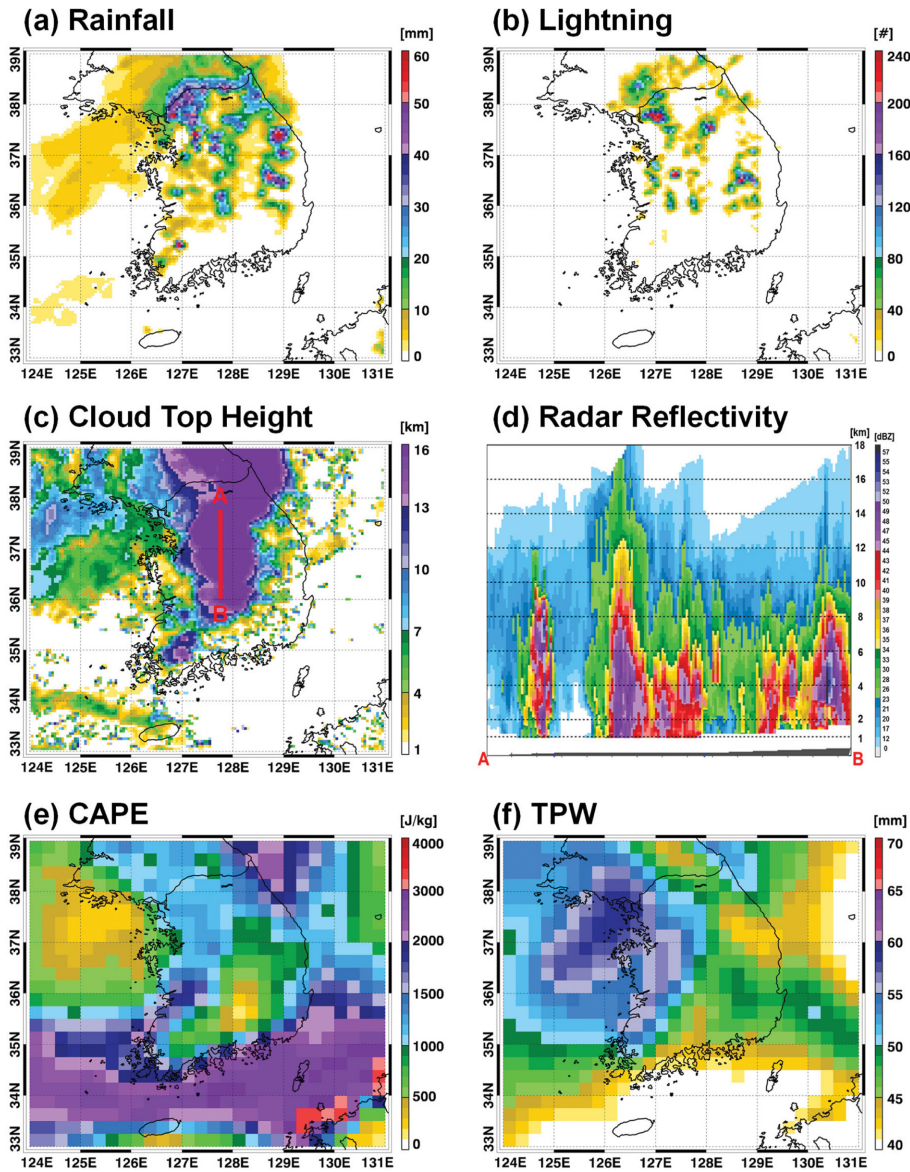 (a) Rainfall
[mm]
39N
38N
37N
36N
35N
34N
33N
124E 125E 126E 127E 128E 129E 130E 131E
60
50
40
30
20
10
0
(b) Lightning
[#]
39N
38N
37N
36N
35N
34N
33N
124E 125E 126E 127E 128E 129E 130E 131E
240
200
160
120
80
40
0
(c) Cloud Top Height
[km]
39N
38N
37N
36N
35N
34N
33N
A
B
124E 125E 126E 127E 128E 129E 130E 131E
16
13
10
7
4
1
(d) Radar Reflectivity
[km] [dBZ]
18
16
14
12
10
8
6
4
2
1
A B
57
55
54
53
52
51
50
49
48
47
46
45
44
43
42
41
40
39
38
37
35
34
33
30
28
25
23
21
20
17
12
0
(e) CAPE
[J/kg]
39N
38N
37N
36N
35N
34N
33N
124E 125E 126E 127E 128E 129E 130E 131E
4000
3000
2000
1500
1000
500
0
(f) TPW
[mm]
39N
38N
37N
36N
35N
34N
33N
124E 125E 126E 127E 128E 129E 130E 131E
70
65
60
55
50
45
40